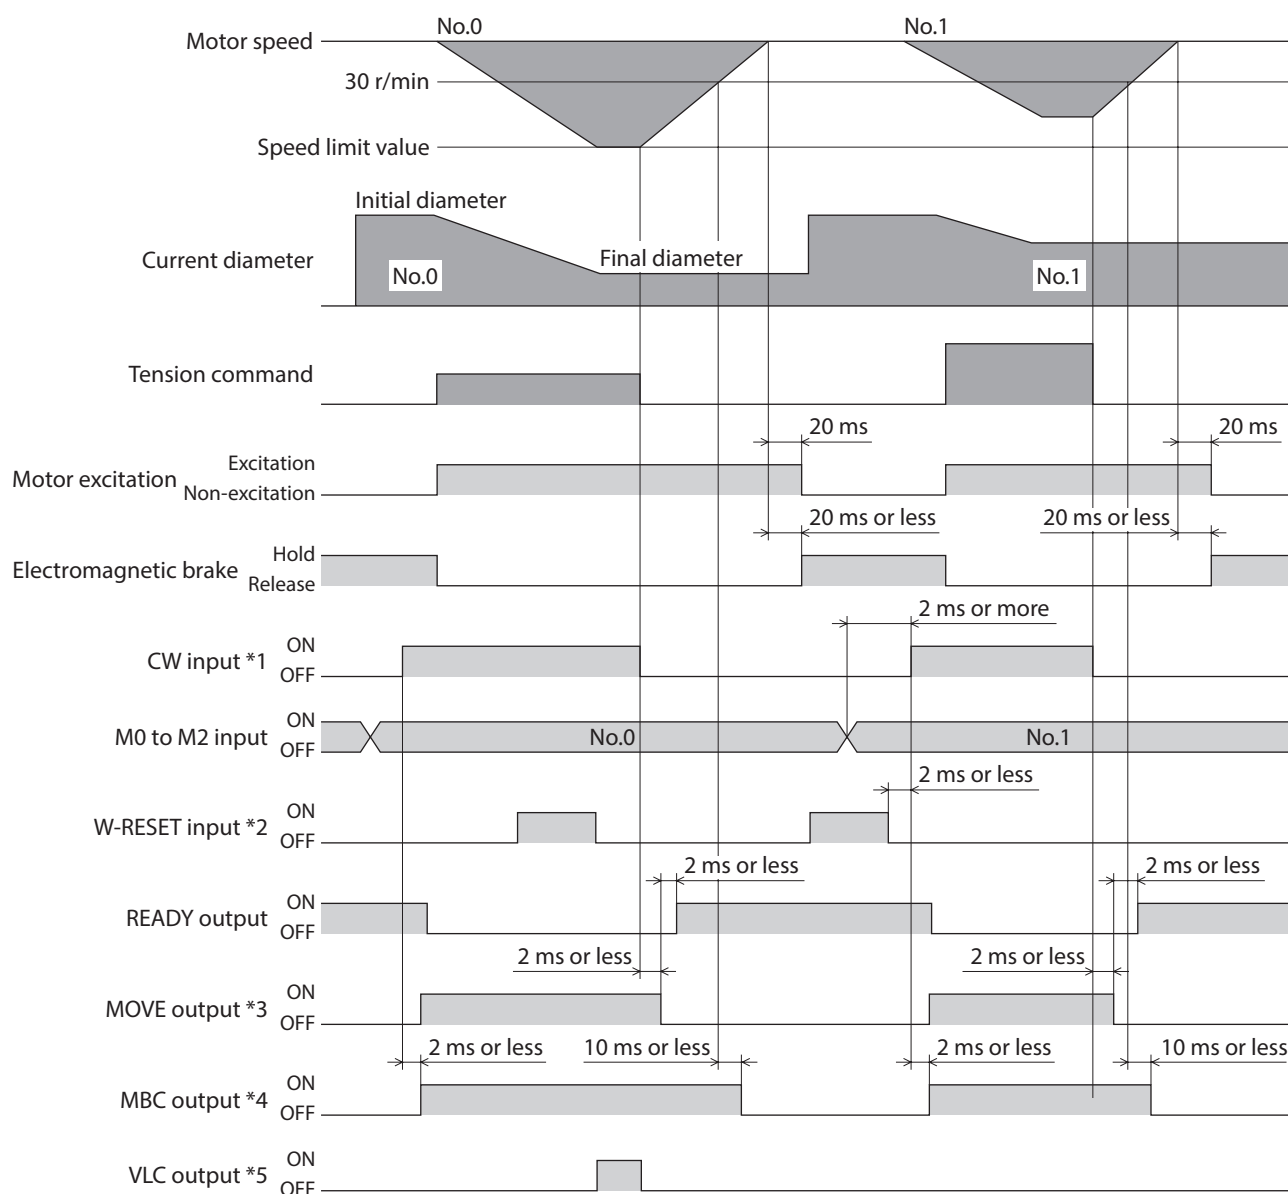 No.0
No.1
Motor speed
30 r/min
Speed limit value
Initial diameter
Current diameter
Final diameter
No.0
No.1
Tension command
20 ms
20 ms
Motor excitation
Excitation
Non-excitation
20 ms or less
20 ms or less
Electromagnetic brake
Hold
Release
2 ms or more
CW input *1
ON
OFF
M0 to M2 input
ON
OFF
No.0
No.1
2 ms or less
W-RESET input *2
ON
OFF
2 ms or less
2 ms or less
READY output
ON
OFF
2 ms or less
2 ms or less
MOVE output *3
ON
OFF
2 ms or less
10 ms or less
2 ms or less
10 ms or less
MBC output *4
ON
OFF
VLC output *5
ON
OFF